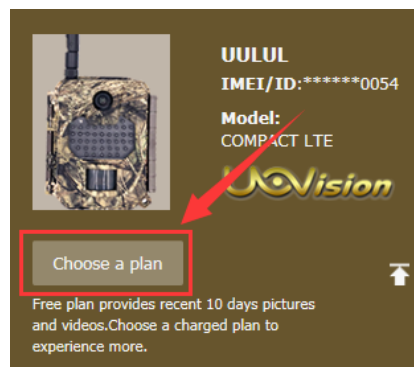 UULUL
IMEI/ID:******0054
Model:
COMPACT LTE
UOVision
Choose a plan
Free plan provides recent 10 days pictures
and videos.Choose a charged plan to
experience more.